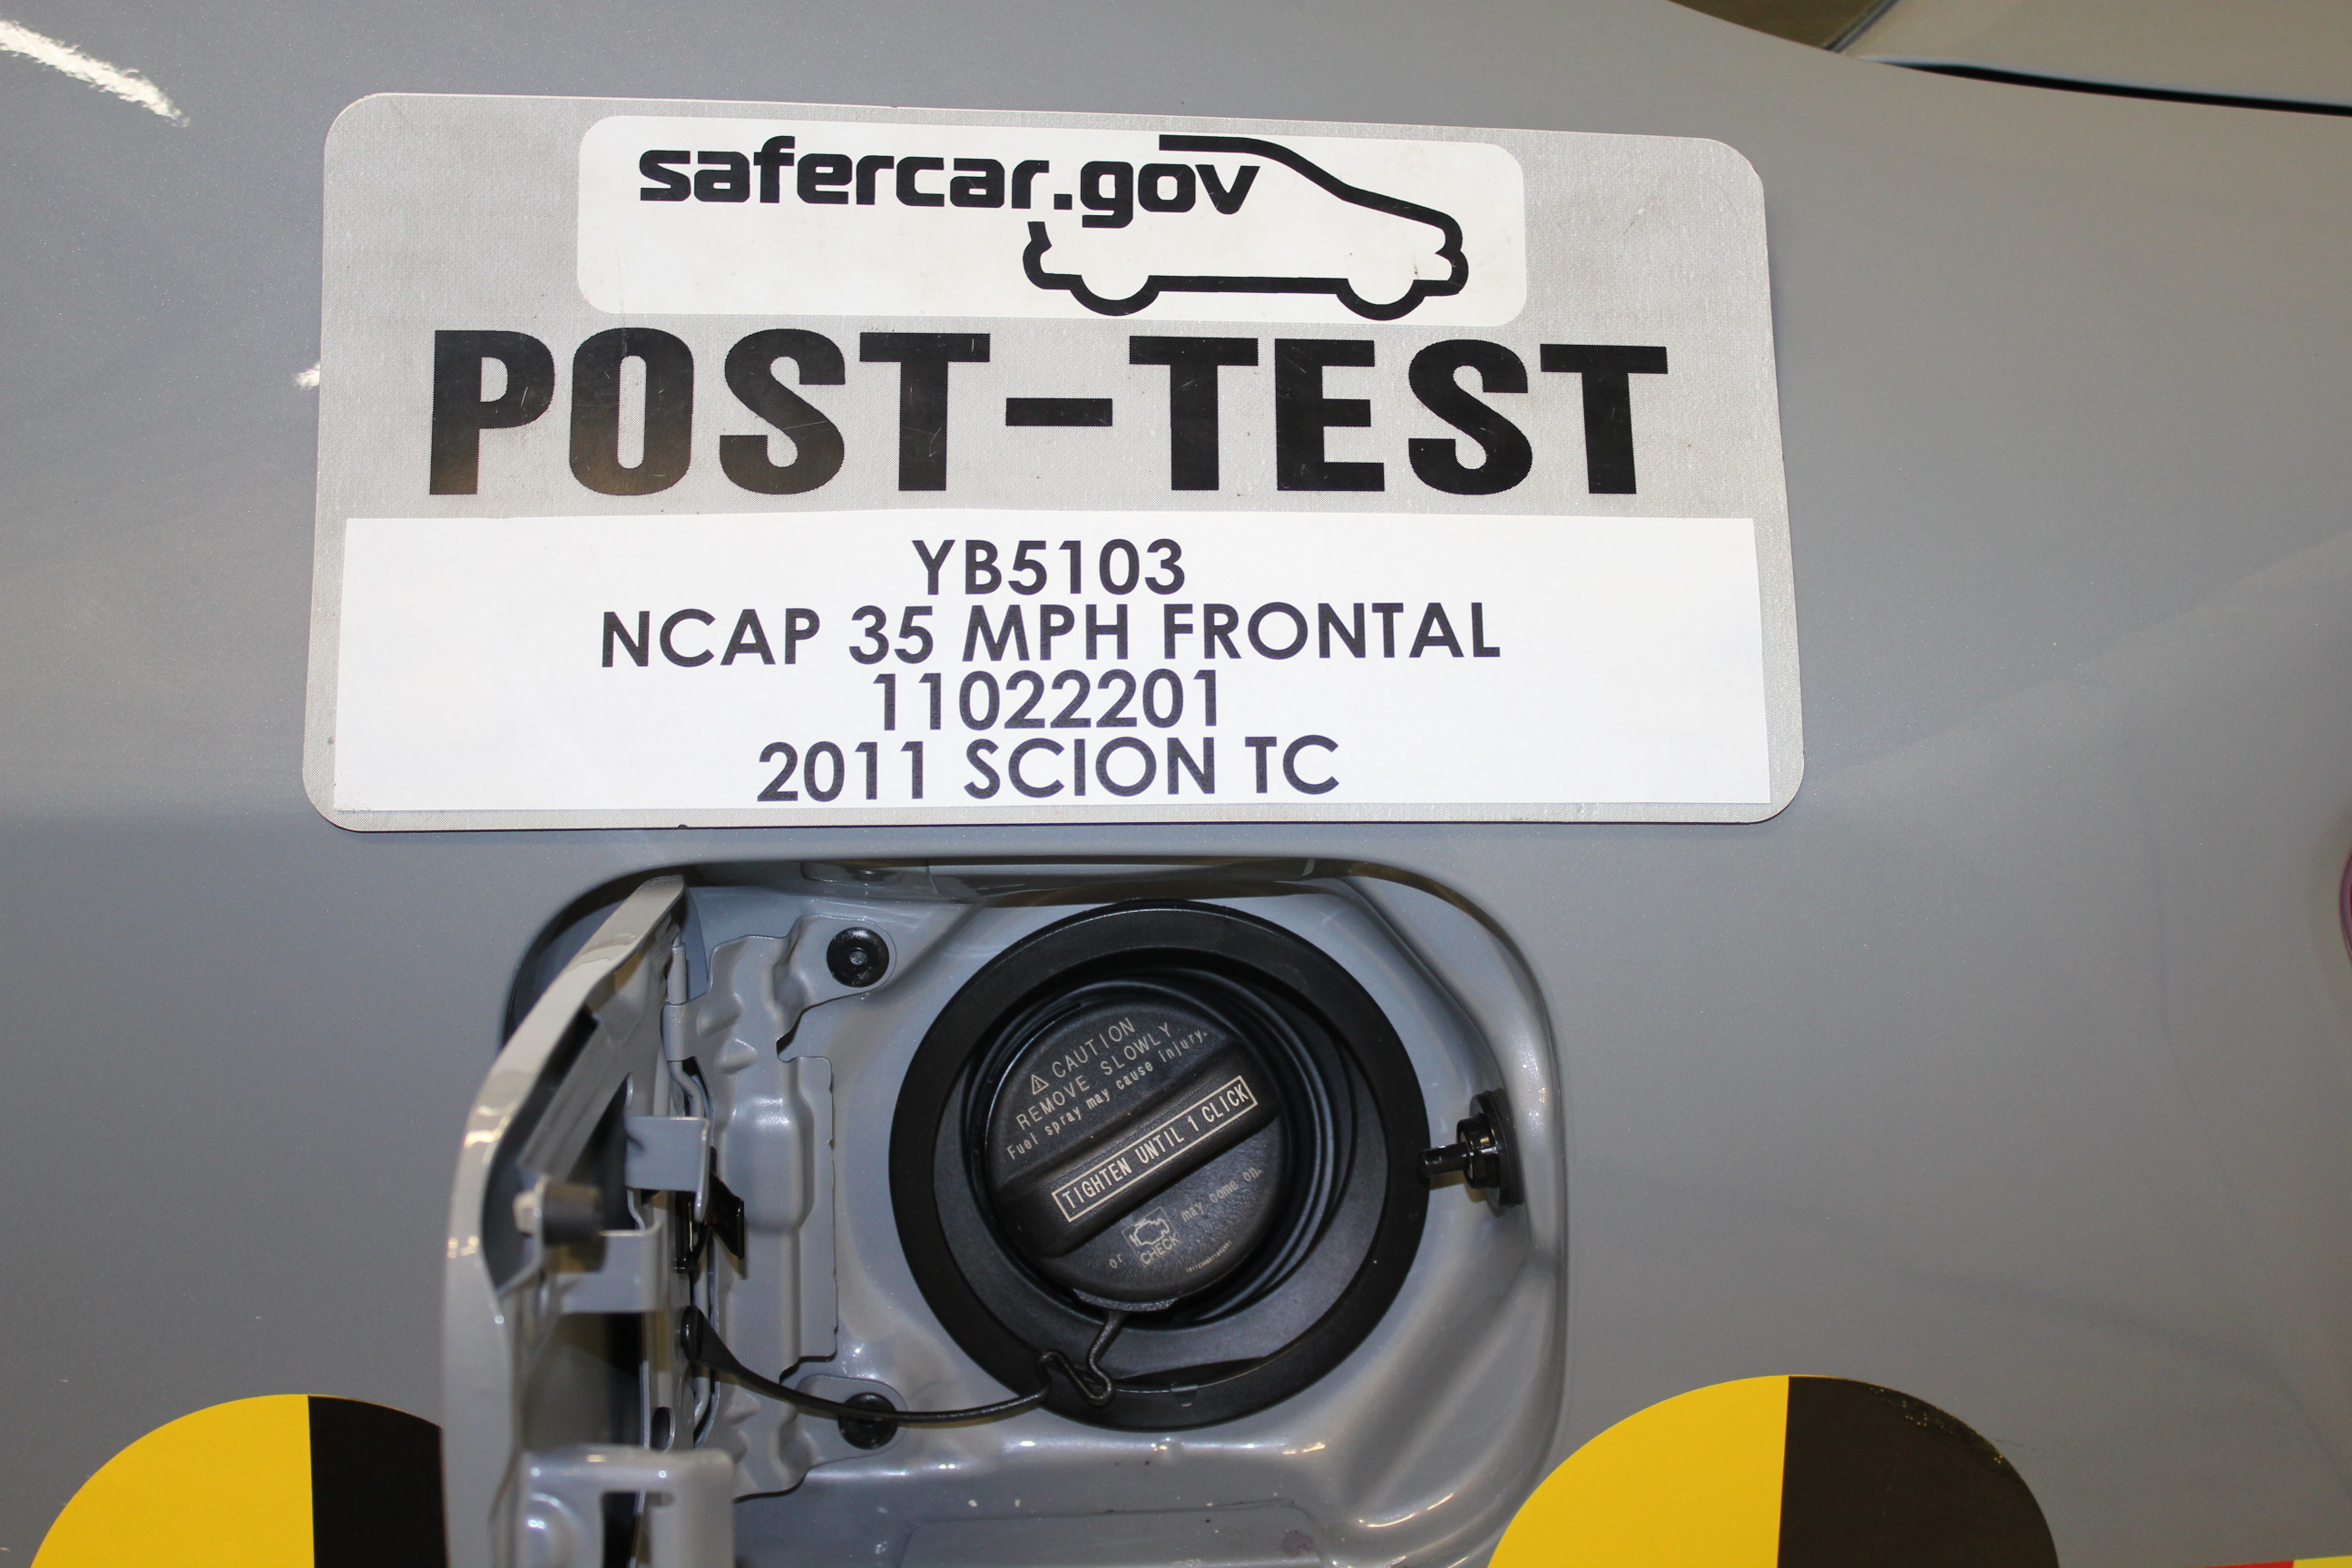 safercar.gov
POST-TEST
YB5103
NCAP 35 MPH FRONTAL
11022201
2011 SCION TC
⚠ CAUTION
REMOVE SLOWLY
Fuel spray may cause injury.
TIGHTEN UNTIL 1 CLICK
or CHECK may come on.